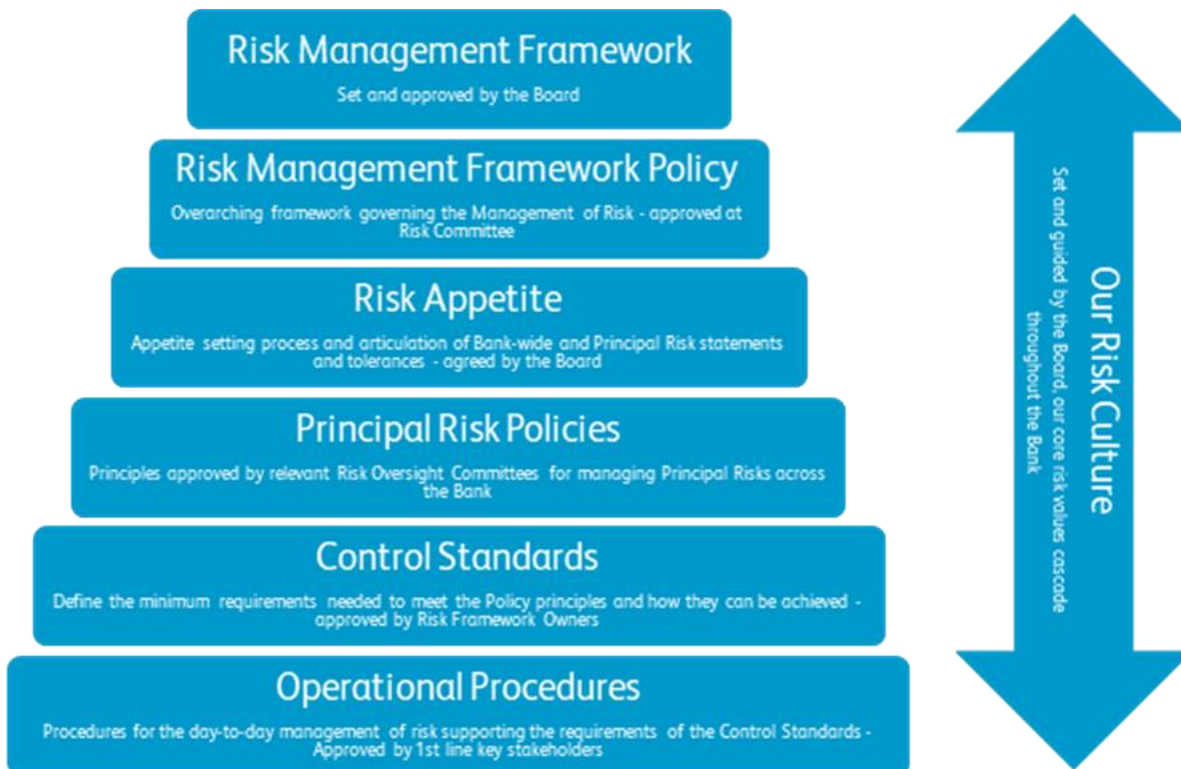 Risk Management Framework
Set and approved by the Board
Risk Management Framework Policy
Overarching framework governing the Management of Risk - approved at
Risk Committee
Risk Appetite
Appetite setting process and articulation of Bank-wide and Principal Risk statements
and tolerances - agreed by the Board
Principal Risk Policies
Principles approved by relevant Risk Oversight Committees for managing Principal Risks across
the Bank
Control Standards
Define the minimum requirements needed to meet the Policy principles and how they can be achieved -
approved by Risk Framework Owners
Operational Procedures
Procedures for the day-to-day management of risk supporting the requirements of the Control Standards -
Approved by 1st line key stakeholders
Our Risk Culture
Set and guided by the Board, our core risk values cascade
throughout the Bank